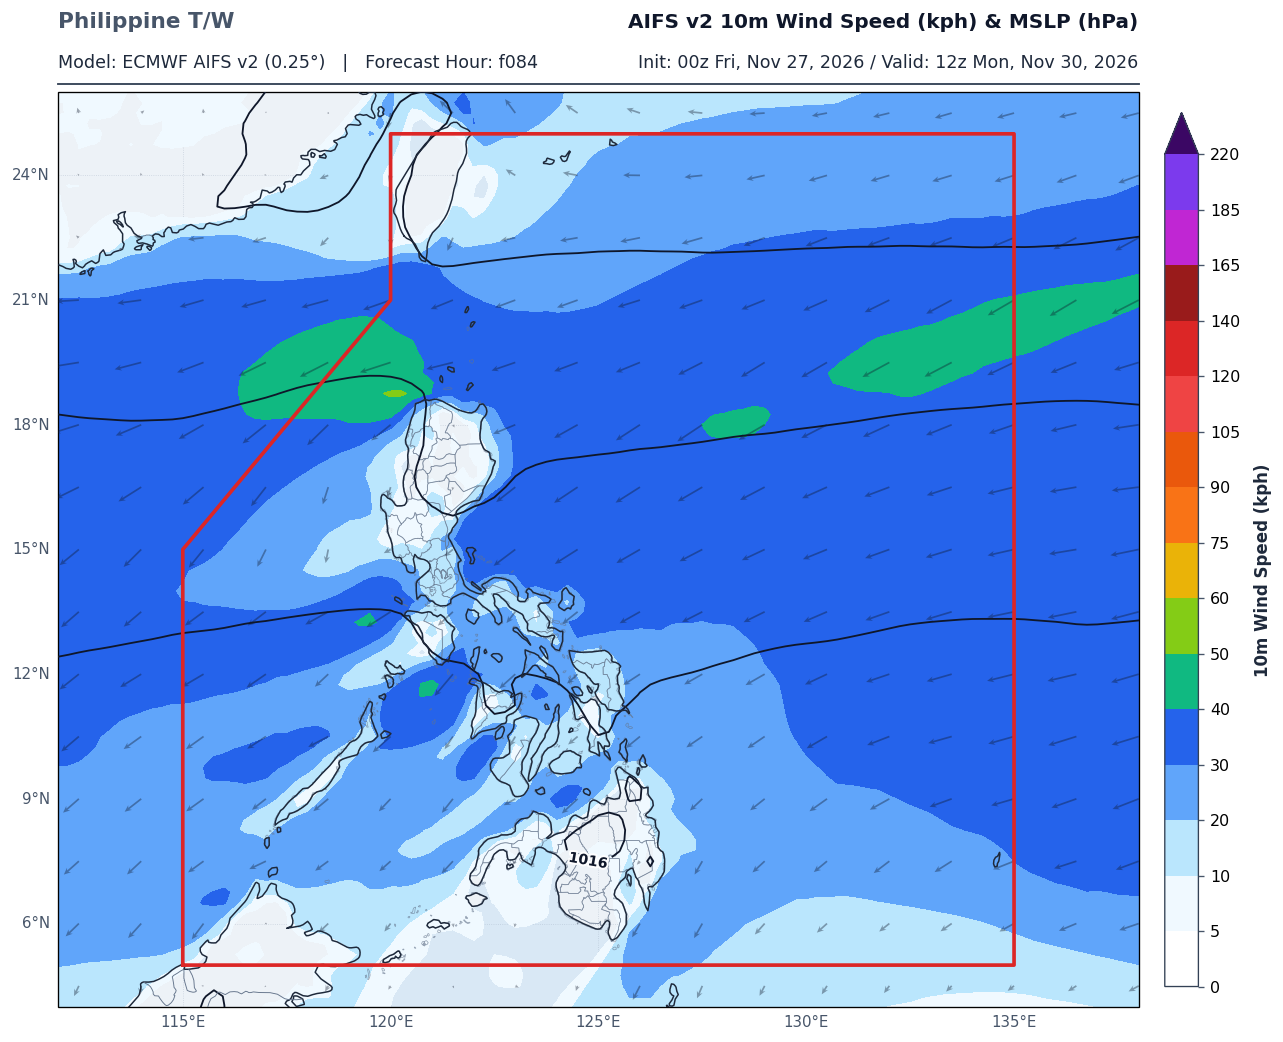 Philippine T/W
AIFS v2 10m Wind Speed (kph) & MSLP (hPa)
Model: ECMWF AIFS v2 (0.25°) | Forecast Hour: f084
Init: 00z Fri, Nov 27, 2026 / Valid: 12z Mon, Nov 30, 2026
24°N
21°N
18°N
15°N
12°N
9°N
6°N
115°E
120°E
125°E
130°E
135°E
1016
220
185
165
140
120
105
90
75
60
50
40
30
20
10
5
0
10m Wind Speed (kph)